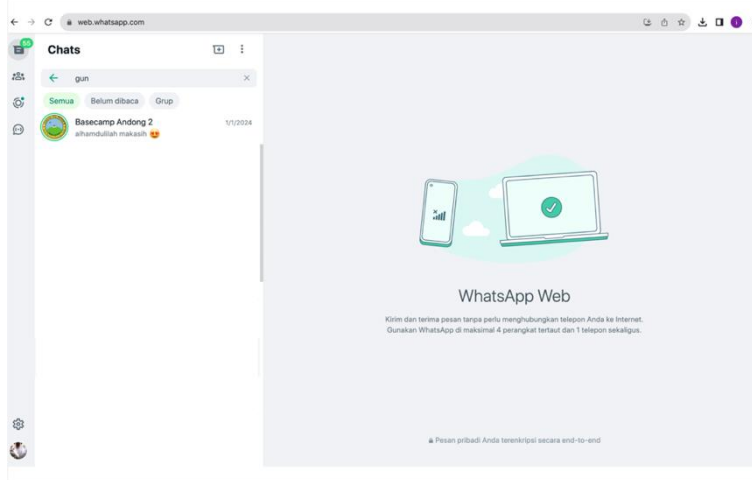 web.whatsapp.com
Chats
gun
Semua Belum dibaca Grup
Basecamp Andong 2 1/1/2024
alhamdulilah makasih 😍
WhatsApp Web
Kirim dan terima pesan tanpa perlu menghubungkan telepon Anda ke Internet.
Gunakan WhatsApp di maksimal 4 perangkat tertaut dan 1 telepon sekaligus.
Pesan pribadi Anda terenkripsi secara end-to-end